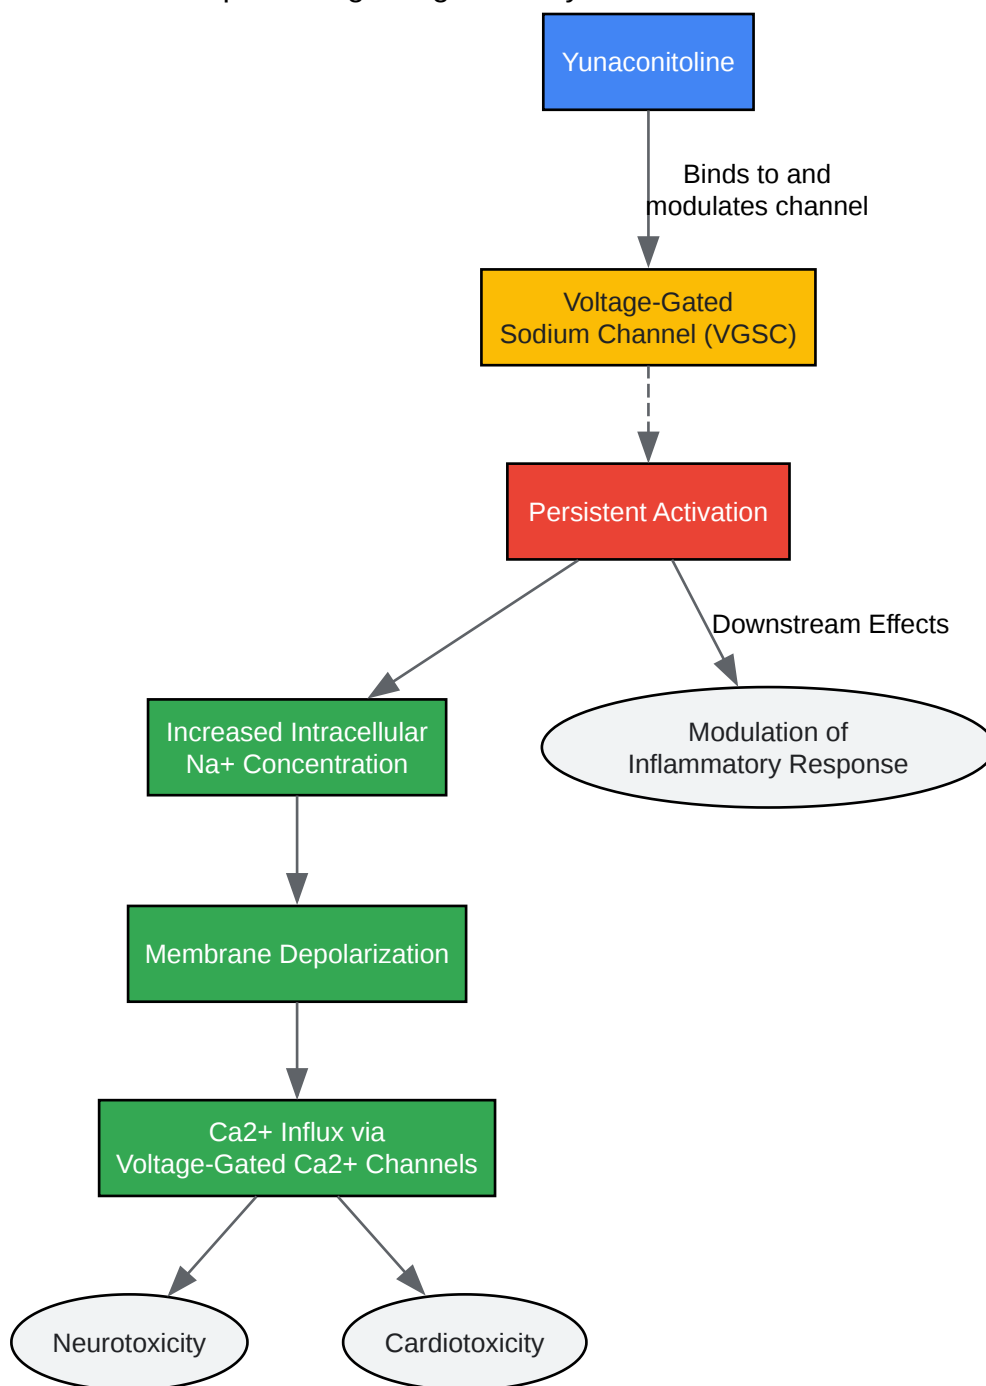 Yunaconitoline
Binds to and
modulates channel
Voltage-Gated
Sodium Channel (VGSC)
Persistent Activation
Downstream Effects
Increased Intracellular
Na+ Concentration
Modulation of
Inflammatory Response
Membrane Depolarization
Ca2+ Influx via
Voltage-Gated Ca2+ Channels
Neurotoxicity
Cardiotoxicity